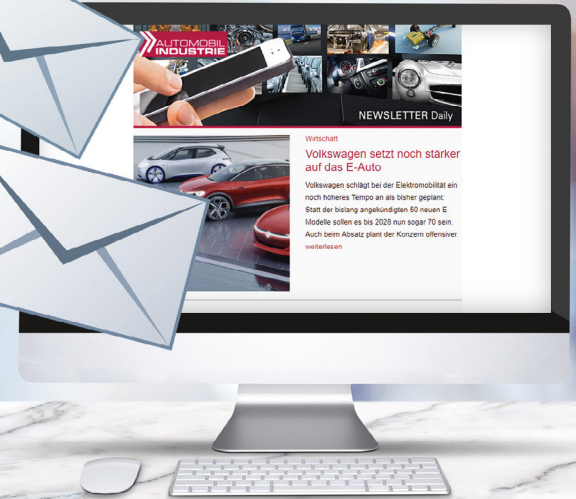 AUTOMOBIL
INDUSTRIE
NEWSLETTER Daily
Wirtschaft
Volkswagen setzt noch stärker
auf das E-Auto
Volkswagen schlägt bei der Elektromobilität ein
noch höheres Tempo an als bisher geplant:
Statt der bislang angekündigten 50 neuen E
Modelle sollen es bis 2028 nun sogar 70 sein.
Auch beim Absatz plant der Konzern offensiver.
weiterlesen